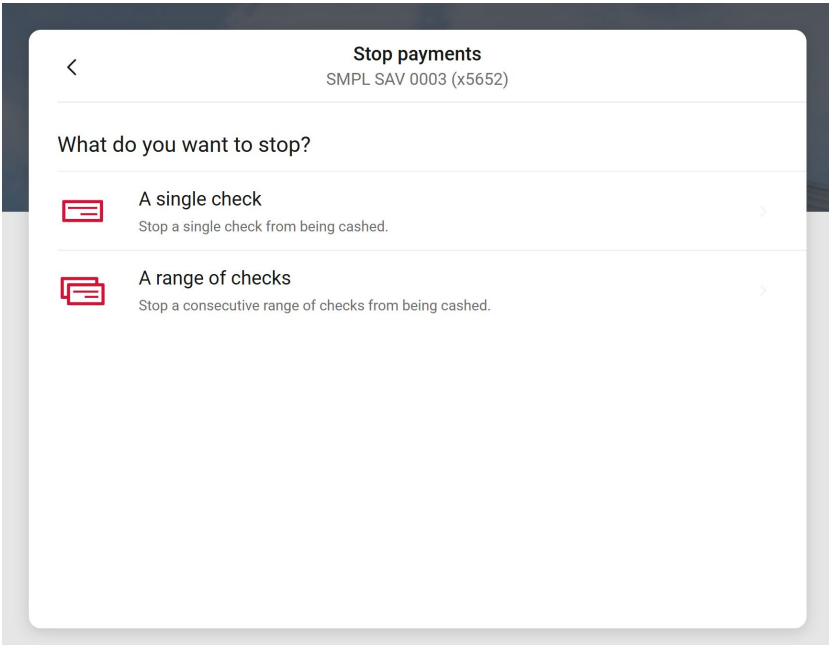 Stop payments
SMPL SAV 0003 (x5652)
What do you want to stop?
A single check
Stop a single check from being cashed.
A range of checks
Stop a consecutive range of checks from being cashed.